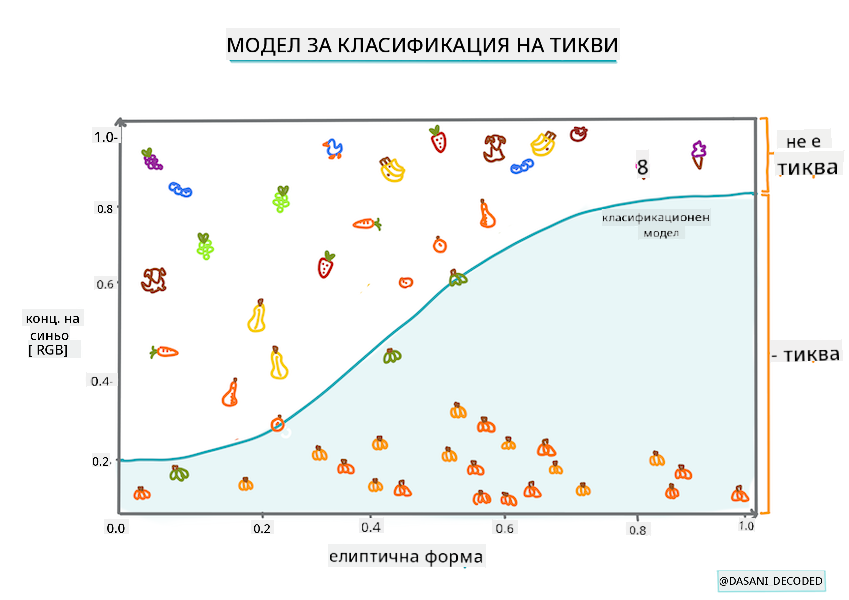 МОДЕЛ ЗА КЛАСИФИКАЦИЯ НА ТИКВИ
1.0-
не е
тиква
8
0.8
класификационен
модел
0.6
конц. на
синьо
[ RGB]
- тиква
0.4
0.2
0.0
0.2
0.4
0.6
0.8
1.0
елиптична форма
@DASANI DECODED